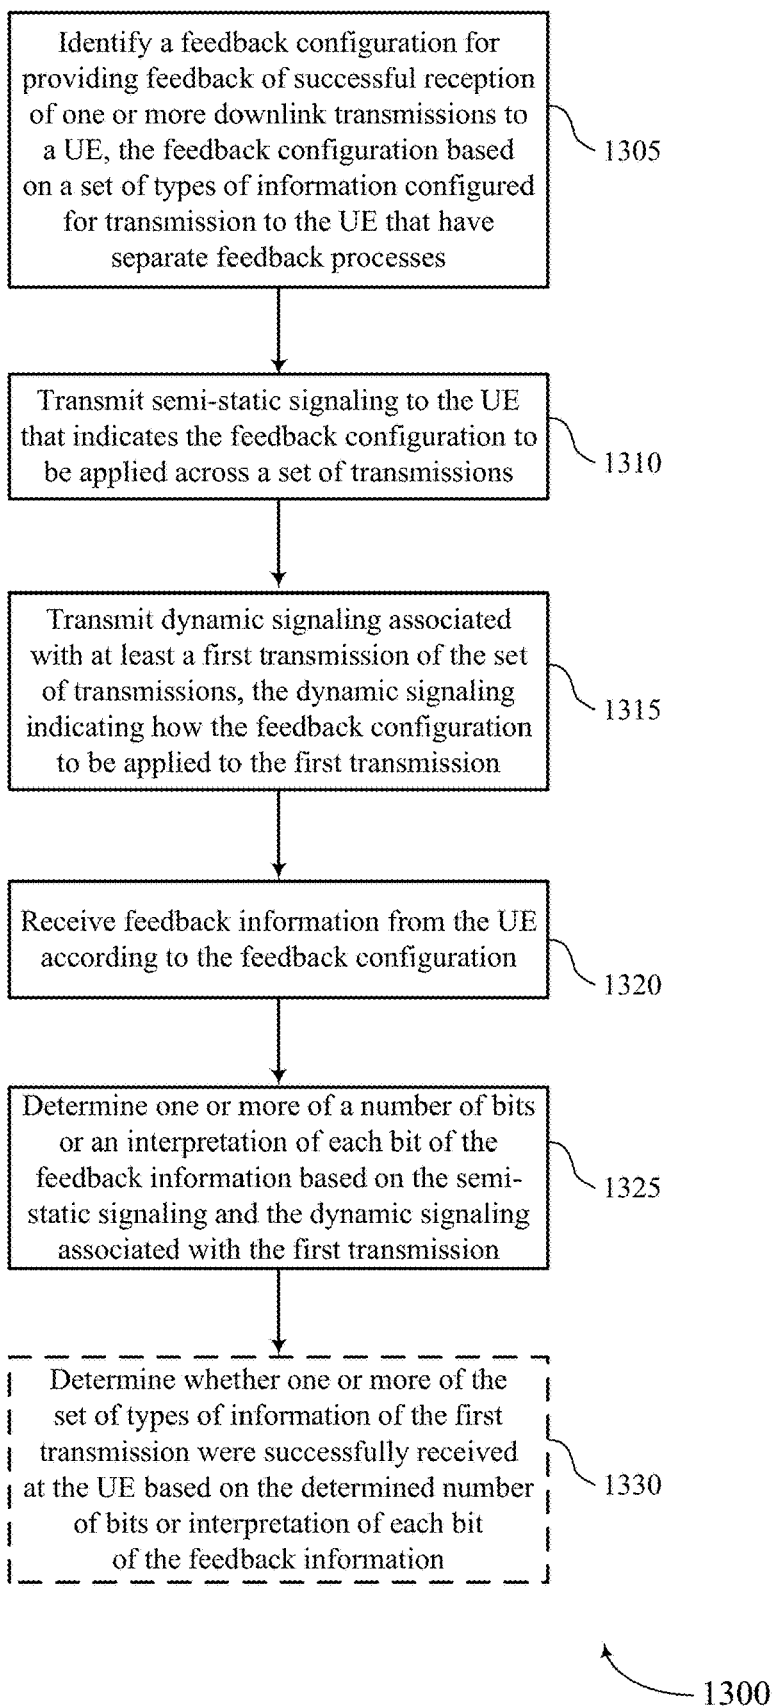 Identify a feedback configuration for
providing feedback of successful reception
of one or more downlink transmissions to
a UE, the feedback configuration based
on a set of types of information configured
for transmission to the UE that have
separate feedback processes
1305
Transmit semi-static signaling to the UE
that indicates the feedback configuration to
be applied across a set of transmissions
1310
Transmit dynamic signaling associated
with at least a first transmission of the set
of transmissions, the dynamic signaling
indicating how the feedback configuration
to be applied to the first transmission
1315
Receive feedback information from the UE
according to the feedback configuration
1320
Determine one or more of a number of bits
or an interpretation of each bit of the
feedback information based on the semi-
static signaling and the dynamic signaling
associated with the first transmission
1325
Determine whether one or more of the
set of types of information of the first
transmission were successfully received
at the UE based on the determined number
of bits or interpretation of each bit
of the feedback information
1330
1300